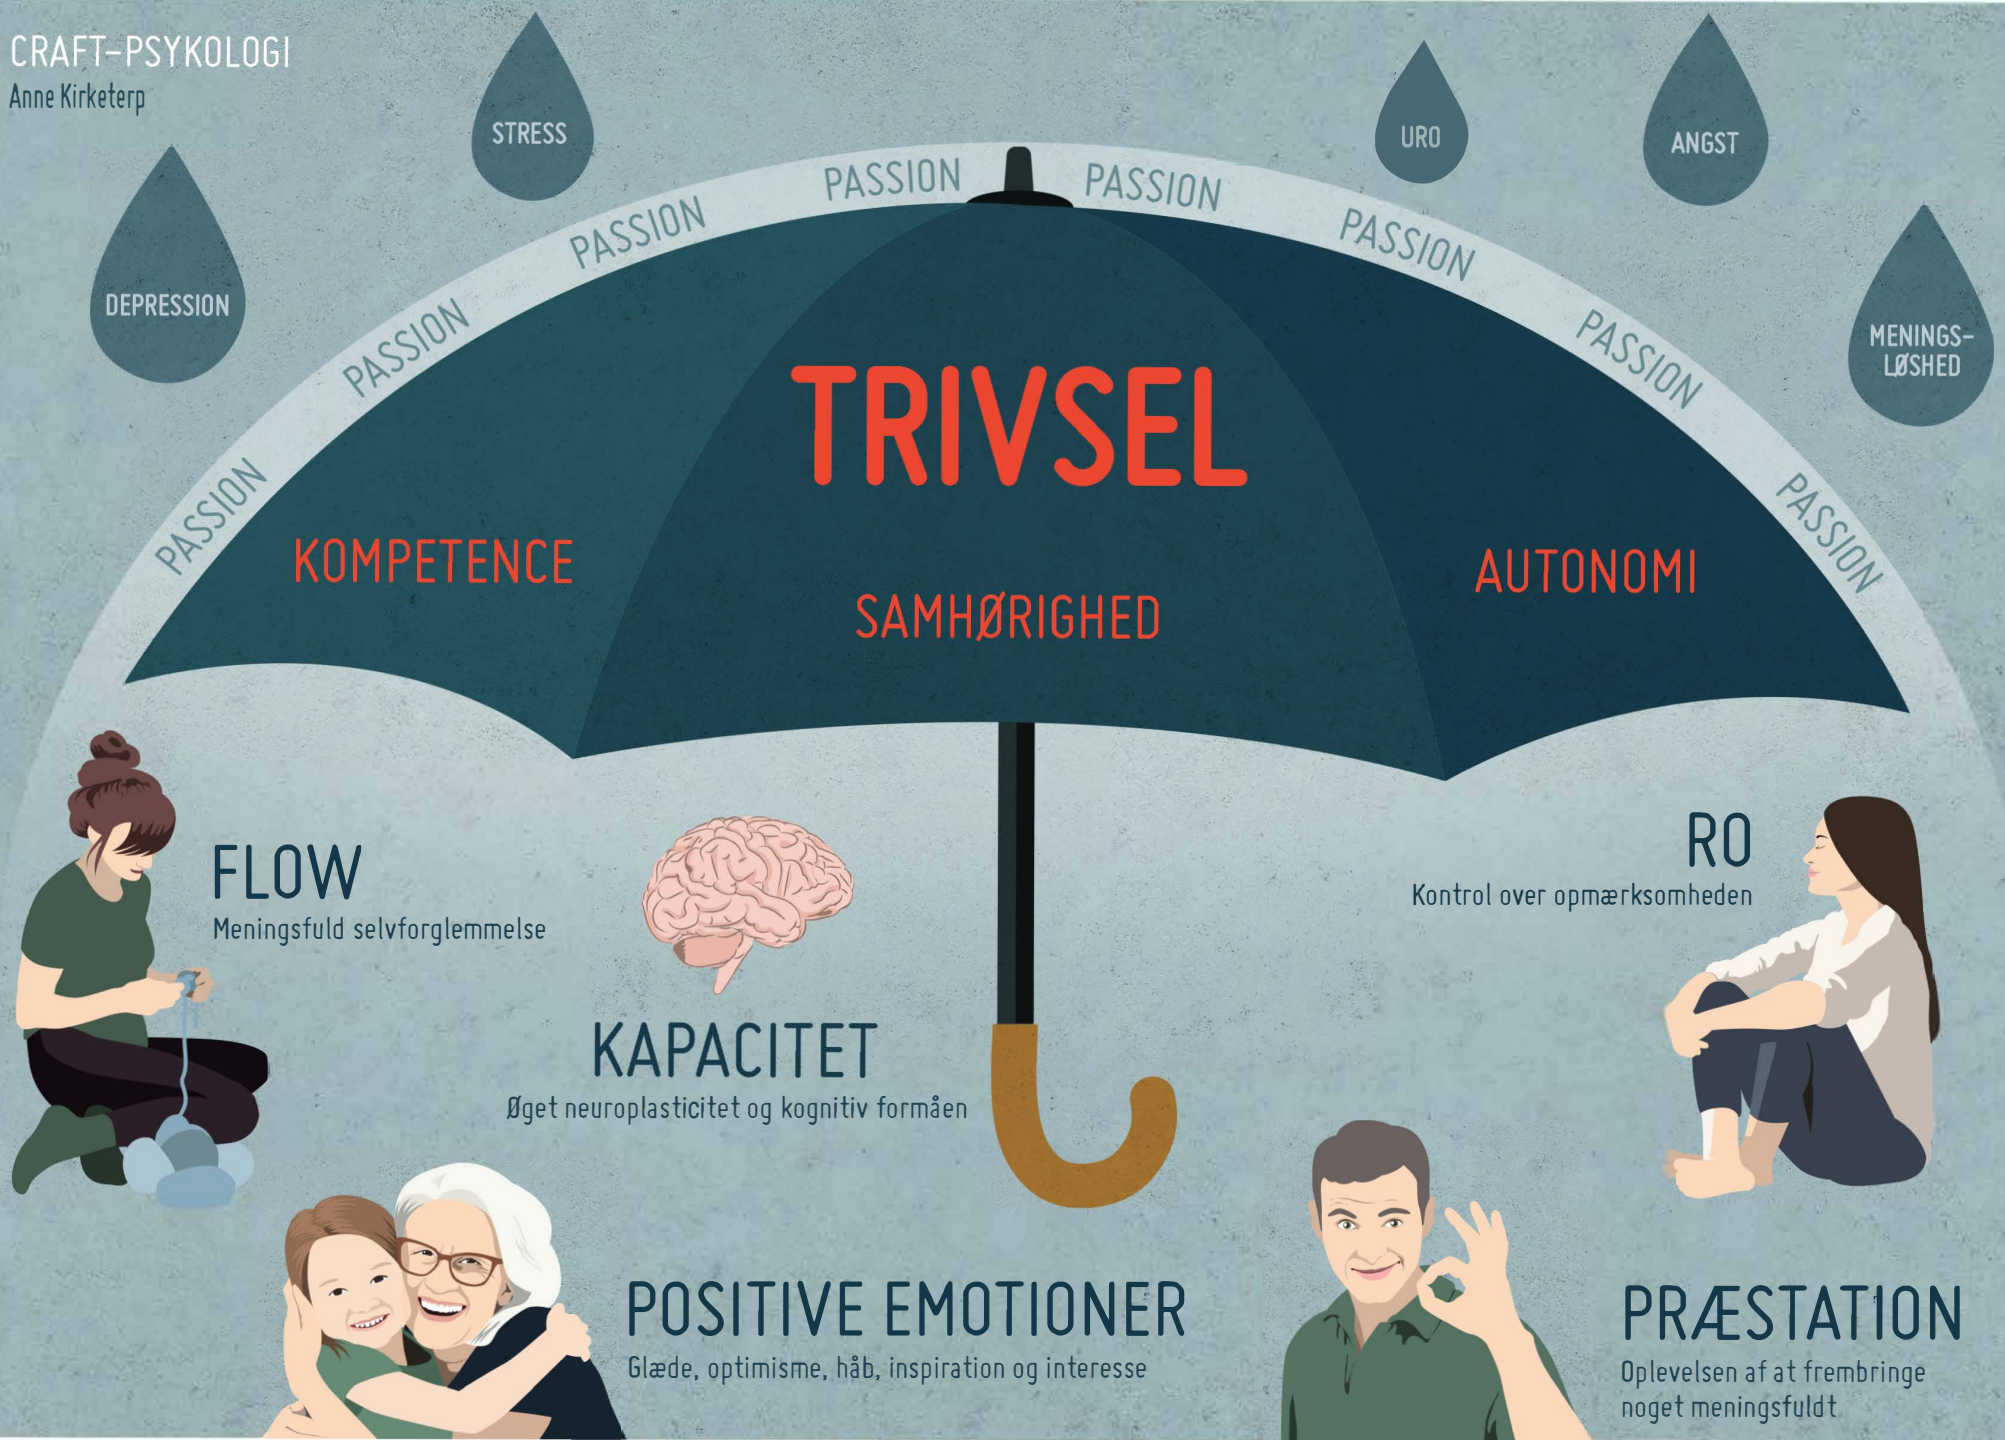 CRAFT-PSYKOLOGI
Anne Kirketerp
DEPRESSION
STRESS
URO
ANGST
MENINGS-
LØSHED
PASSION
PASSION
PASSION
PASSION
PASSION
PASSION
PASSION
PASSION
TRIVSEL
KOMPETENCE
SAMHØRIGHED
AUTONOMI
FLOW
Meningsfuld selvforglemmelse
KAPACITET
Øget neuroplasticitet og kognitiv formåen
RO
Kontrol over opmærksomheden
POSITIVE EMOTIONER
Glæde, optimisme, håb, inspiration og interesse
PRÆSTATION
Oplevelsen af at frembringe
noget meningsfuldt